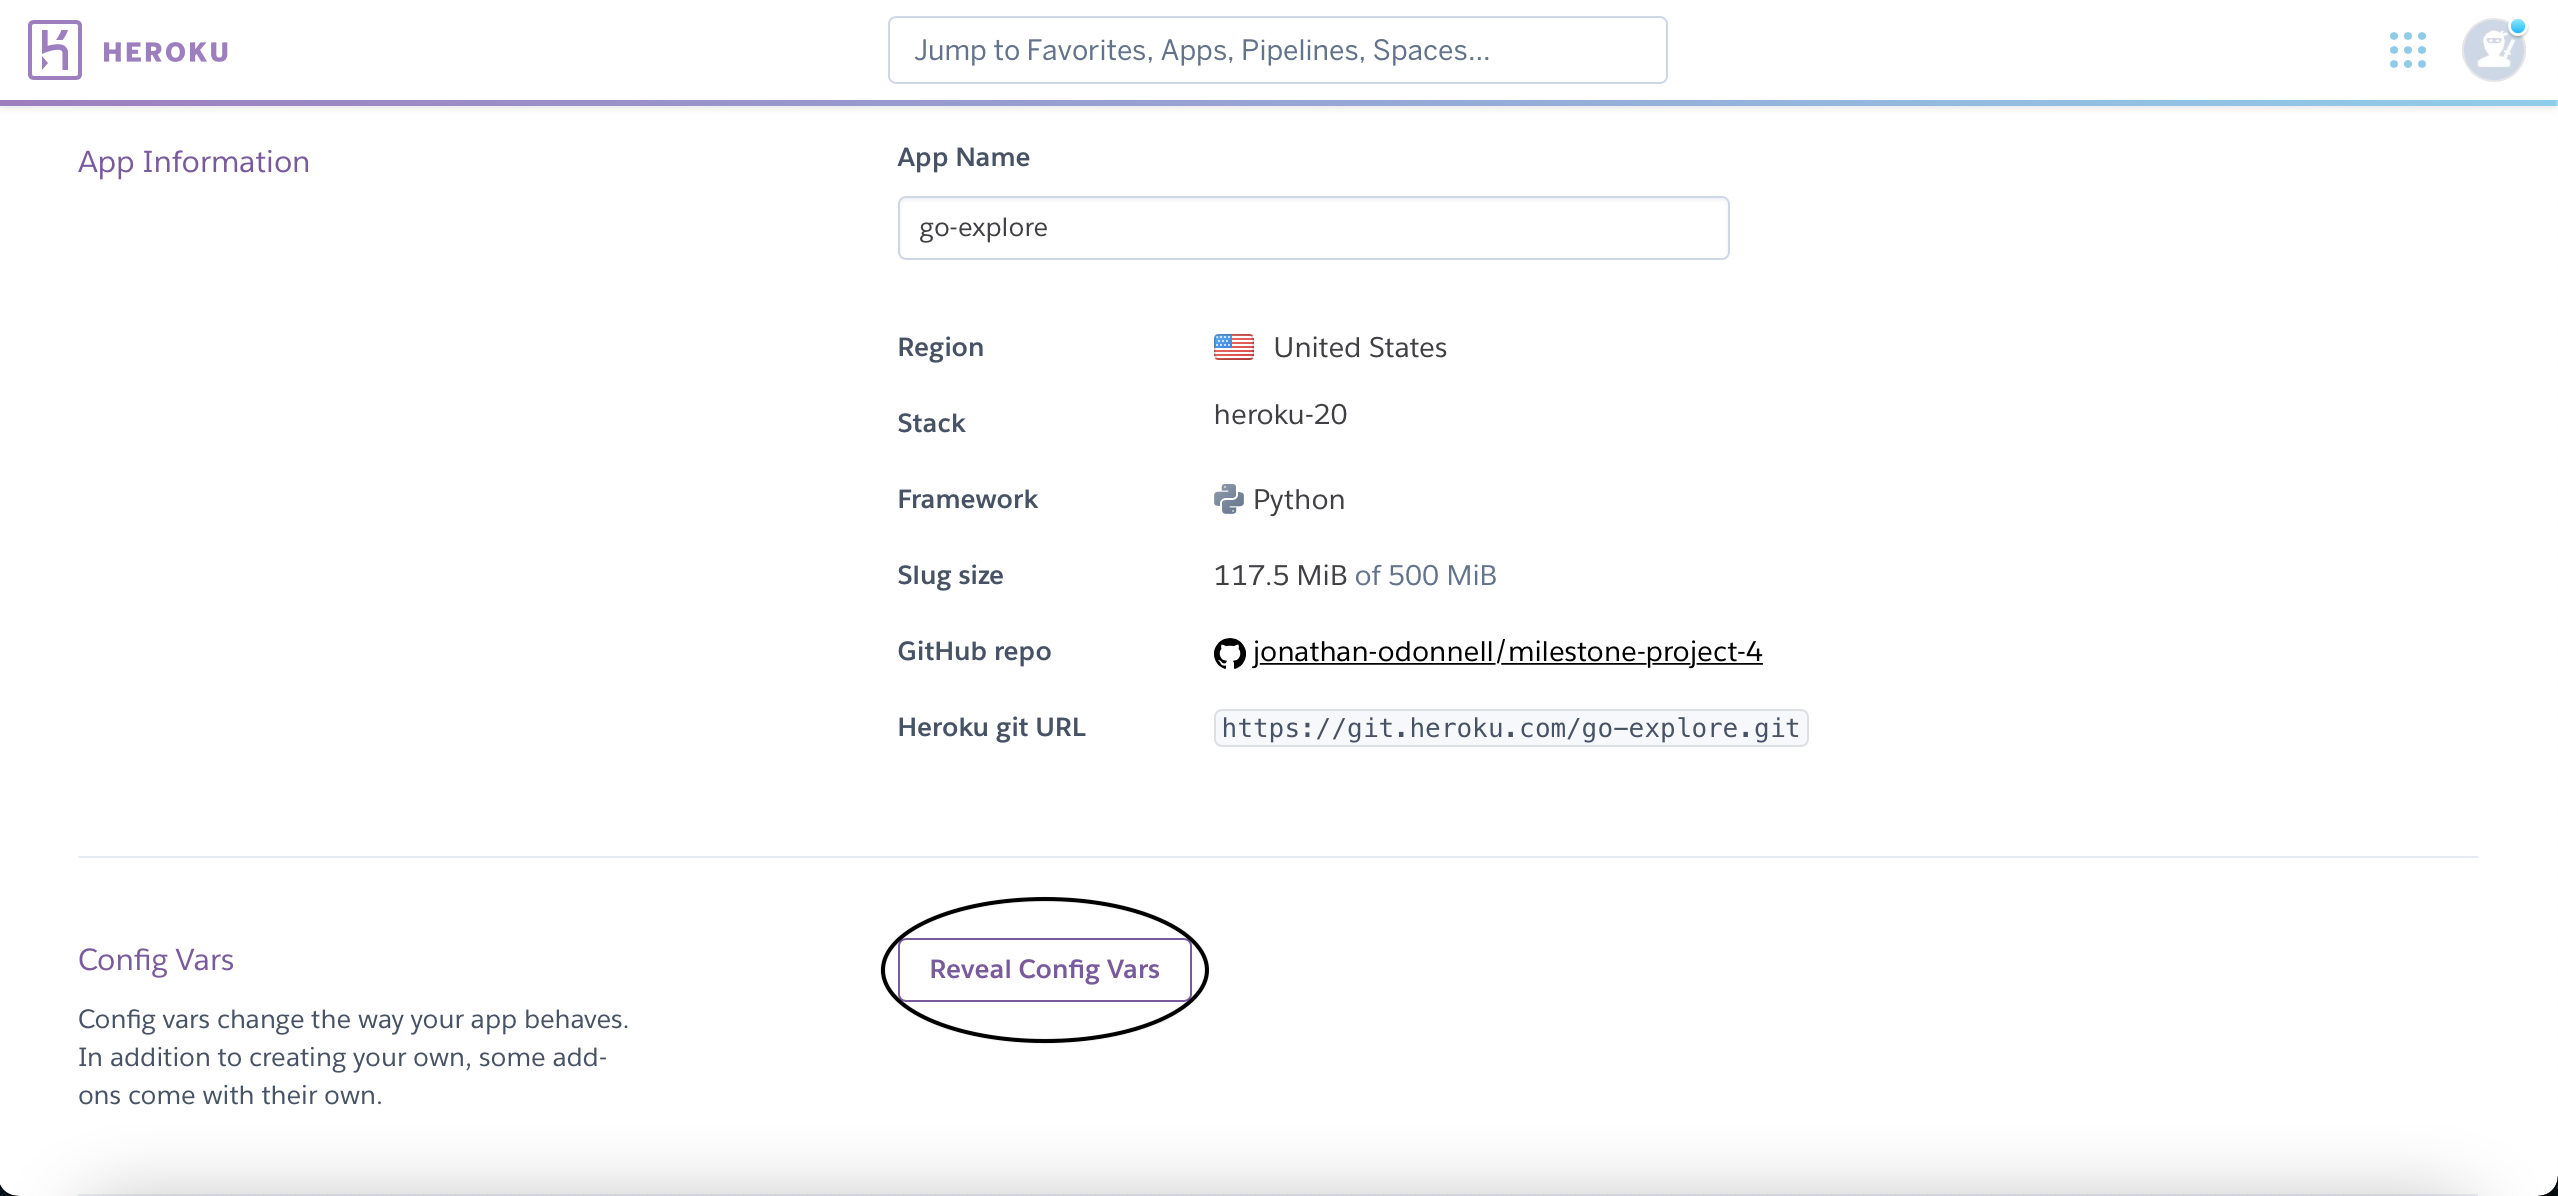 HEROKU
Jump to Favorites, Apps, Pipelines, Spaces...
App Information
App Name
go-explore
Region
United States
Stack
heroku-20
Framework
Python
Slug size
117.5 MiB of 500 MiB
GitHub repo
jonathan-odonnell/milestone-project-4
Heroku git URL
https://git.heroku.com/go-explore.git
Config Vars
Config vars change the way your app behaves.
In addition to creating your own, some add-
ons come with their own.
Reveal Config Vars